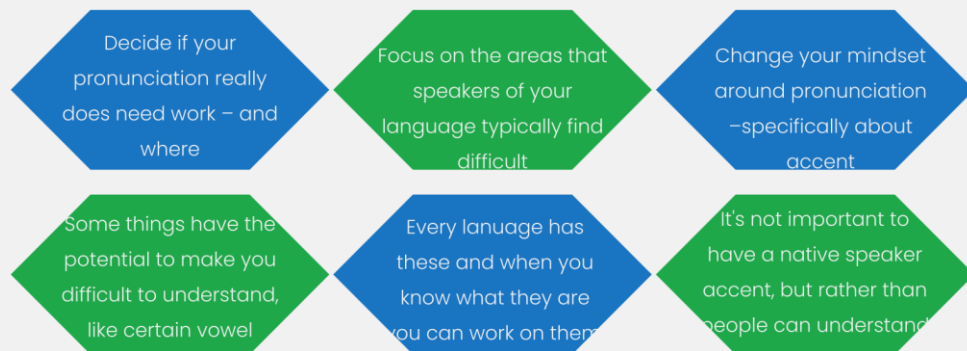 Decide if your
pronunciation really
does need work – and
where
Focus on the areas that
speakers of your
language typically find
difficult
Change your mindset
around pronunciation
–specifically about
accent
Some things have the
potential to make you
difficult to understand,
like certain vowel
Every lanuage has
these and when you
know what they are
you can work on them
It's not important to
have a native speaker
accent, but rather than
people can understand